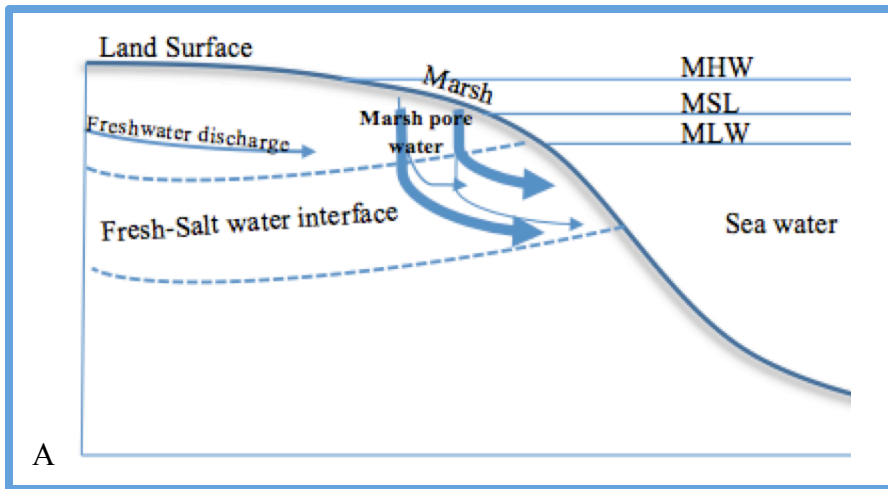 Land Surface
MHW
Marsh
MSL
Marsh pore
water
MLW
Freshwater discharge
Fresh-Salt water interface
Sea water
A